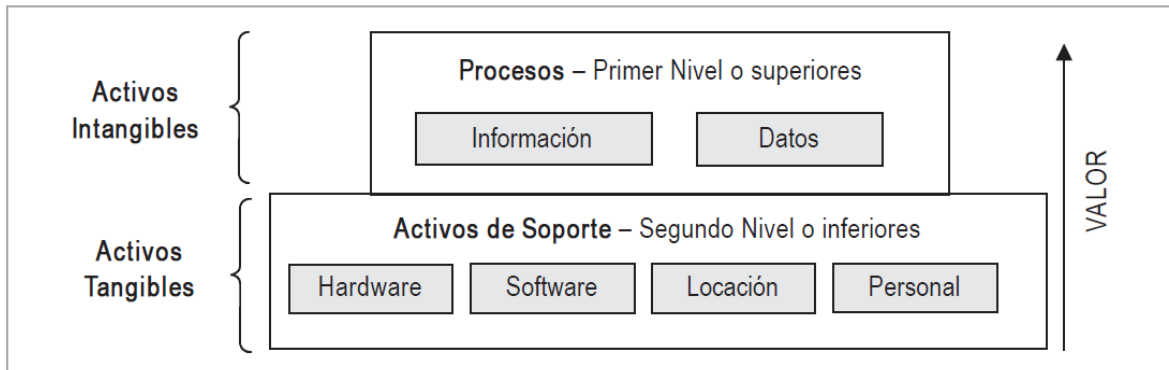 Activos
Intangibles
Procesos – Primer Nivel o superiores
Información
Datos
Activos
Tangibles
Activos de Soporte – Segundo Nivel o inferiores
Hardware
Software
Locación
Personal
VALOR